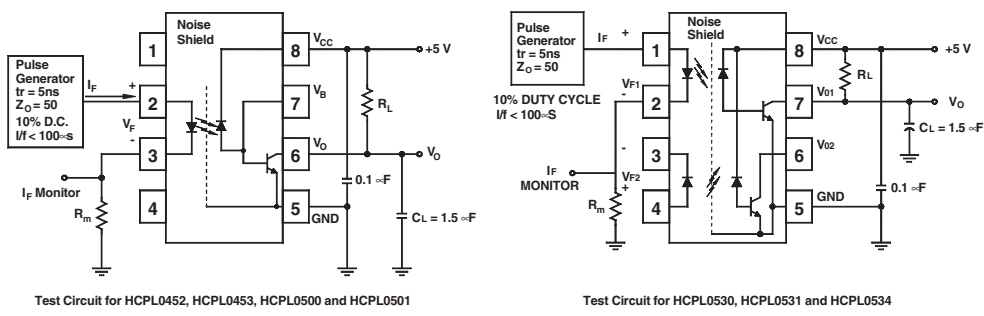 Noise
Shield
Pulse
Generator
tr = 5ns
ZO = 50
10% D.C.
I/f < 100∝s
IF
+
VF
-
IF Monitor
Rm
1
2
3
4
8
7
6
5
VCC
VB
VO
GND
+5 V
RL
VO
0.1 ∝F
CL = 1.5 ∝F
Test Circuit for HCPL0452, HCPL0453, HCPL0500 and HCPL0501
Noise
Shield
Pulse
Generator
tr = 5ns
ZO = 50
IF
+
10% DUTY CYCLE
I/f < 100∝S
VF1
-
-
VF2
+
IF
MONITOR
Rm
1
2
3
4
8
7
6
5
VCC
V01
V02
GND
+5 V
RL
VO
CL = 1.5 ∝F
0.1 ∝F
Test Circuit for HCPL0530, HCPL0531 and HCPL0534